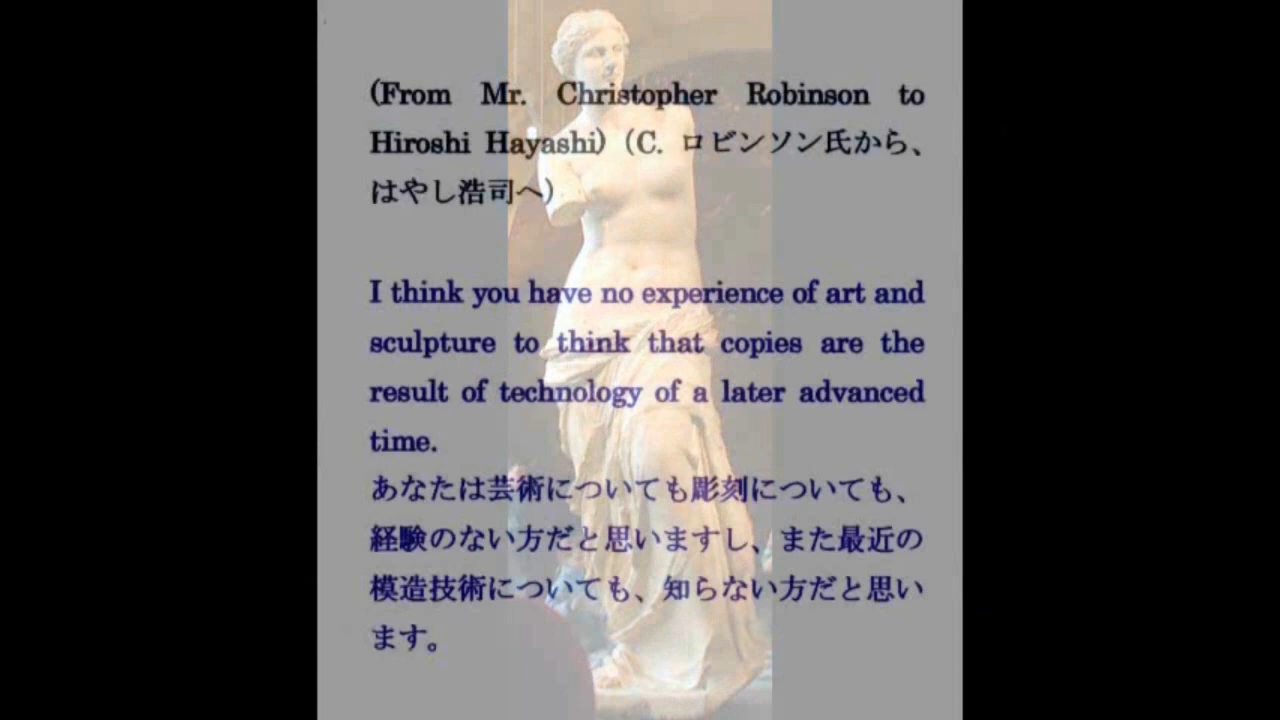 (From Mr. Christopher Robinson to
Hiroshi Hayashi) (C. ロビンソン氏から、
はやし浩司へ)
I think you have no experience of art and
sculpture to think that copies are the
result of technology of a later advanced
time.
あなたは芸術についても彫刻についても、
経験のない方だと思いますし、また最近の
模造技術についても、知らない方だと思い
ます。